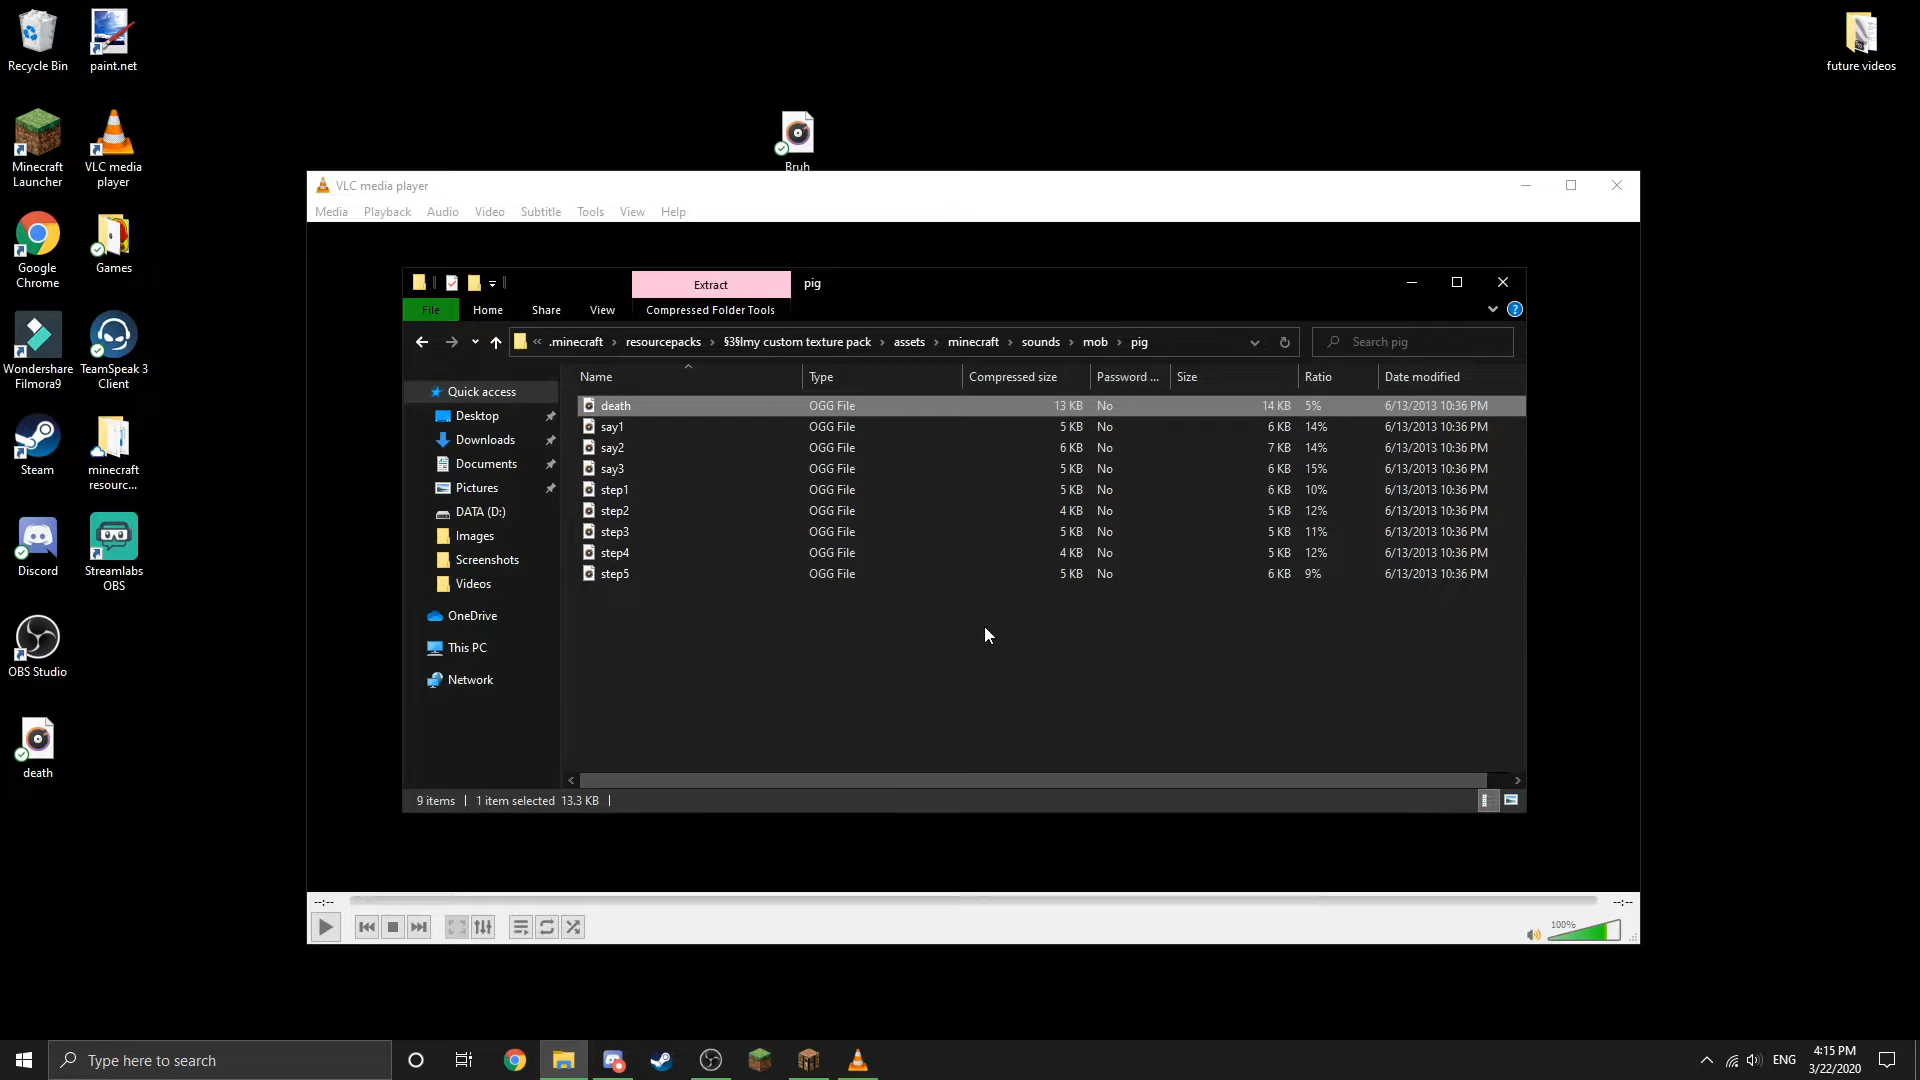 Recycle Bin
paint.net
future videos
Minecraft
Launcher
VLC media
player
Bruh
Google
Chrome
Games
Wondershare
Filmora9
TeamSpeak 3
Client
Steam
minecraft
resourc...
Discord
Streamlabs
OBS
OBS Studio
death
VLC media player
Media Playback Audio Video Subtitle Tools View Help
Extract
pig
File Home Share View Compressed Folder Tools
« .minecraft › resourcepacks › §3§lmy custom texture pack › assets › minecraft › sounds › mob › pig
Search pig
Quick access
Desktop
Downloads
Documents
Pictures
DATA (D:)
Images
Screenshots
Videos
OneDrive
This PC
Network
Name Type Compressed size Password ... Size Ratio Date modified
death OGG File 13 KB No 14 KB 5% 6/13/2013 10:36 PM
say1 OGG File 5 KB No 6 KB 14% 6/13/2013 10:36 PM
say2 OGG File 6 KB No 7 KB 14% 6/13/2013 10:36 PM
say3 OGG File 5 KB No 6 KB 15% 6/13/2013 10:36 PM
step1 OGG File 5 KB No 6 KB 10% 6/13/2013 10:36 PM
step2 OGG File 4 KB No 5 KB 12% 6/13/2013 10:36 PM
step3 OGG File 5 KB No 5 KB 11% 6/13/2013 10:36 PM
step4 OGG File 4 KB No 5 KB 12% 6/13/2013 10:36 PM
step5 OGG File 5 KB No 6 KB 9% 6/13/2013 10:36 PM
9 items | 1 item selected 13.3 KB |
--:-- --:--
100%
Type here to search
ENG
4:15 PM
3/22/2020